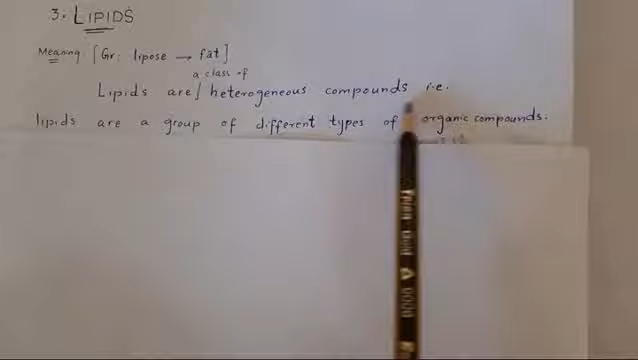 3. LIPIDS
Meaning [Gr: lipose → fat]
a class of
Lipids are / heterogeneous compounds i.e.
lipids are a group of different types of organic compounds.